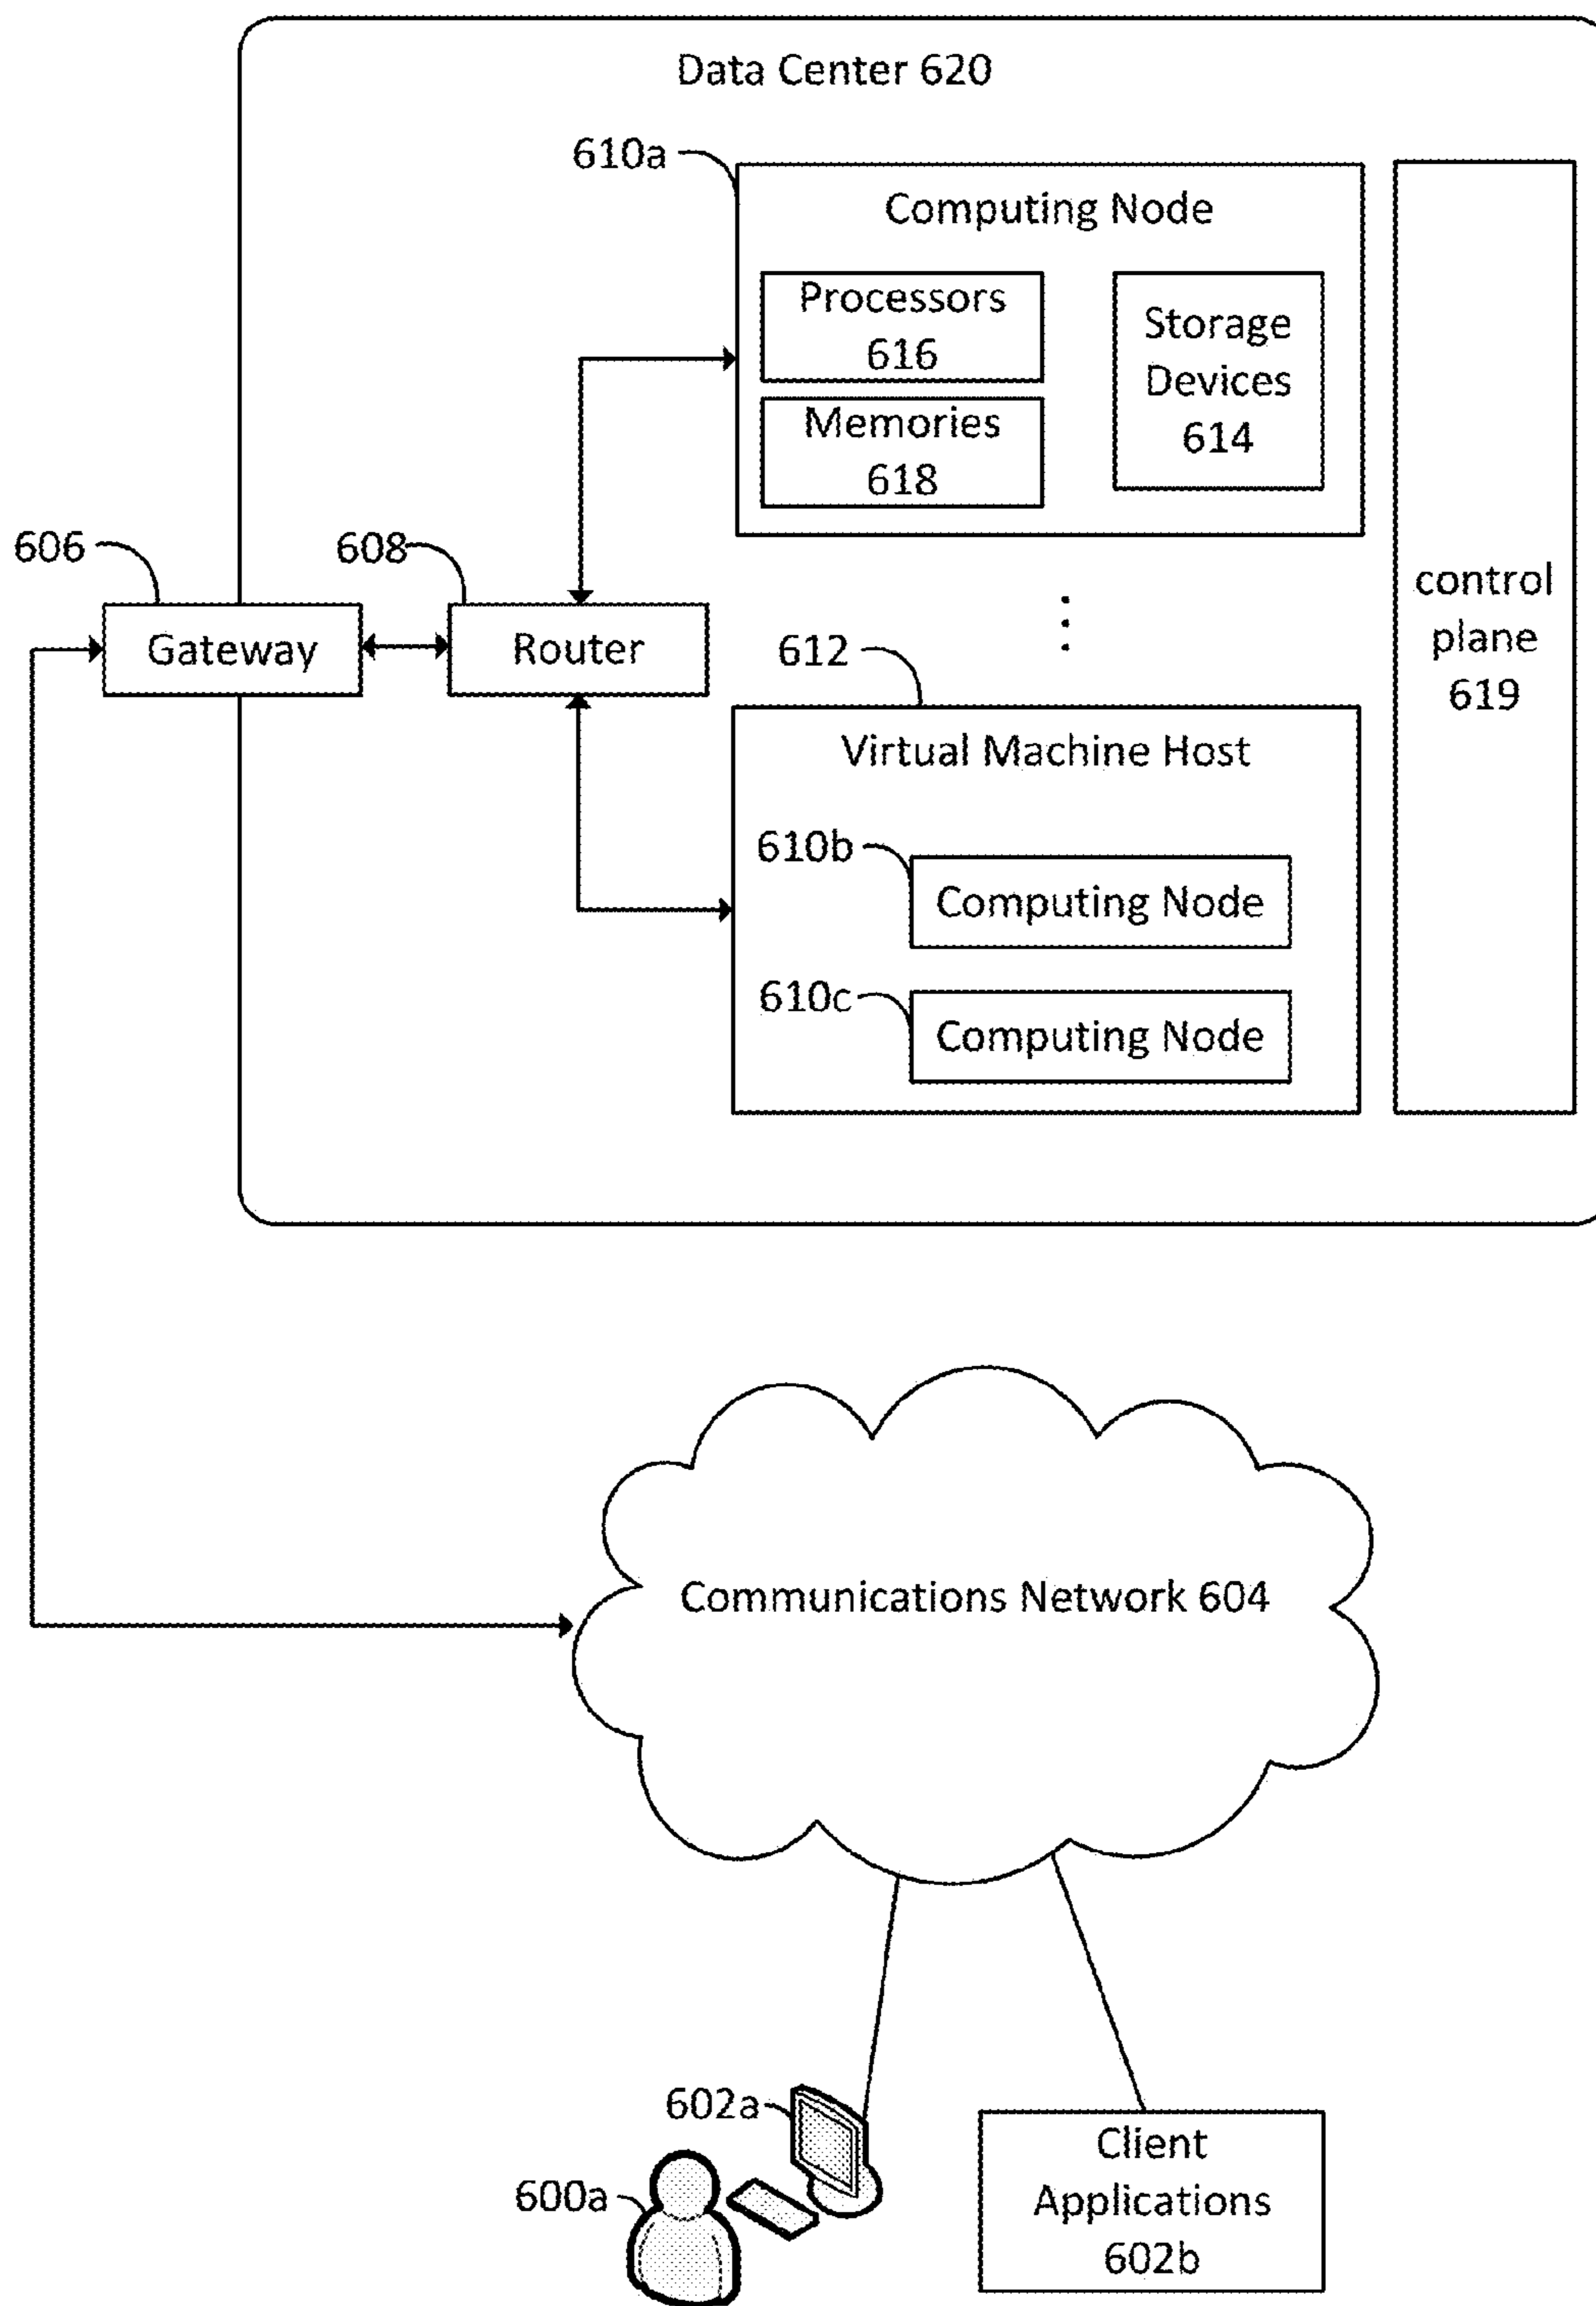 Data Center 620
610a
Computing Node
Processors
616
Storage
Devices
614
Memories
618
control
plane
619
606
608
Gateway
Router
612
Virtual Machine Host
610b
Computing Node
610c
Computing Node
Communications Network 604
602a
600a
Client
Applications
602b